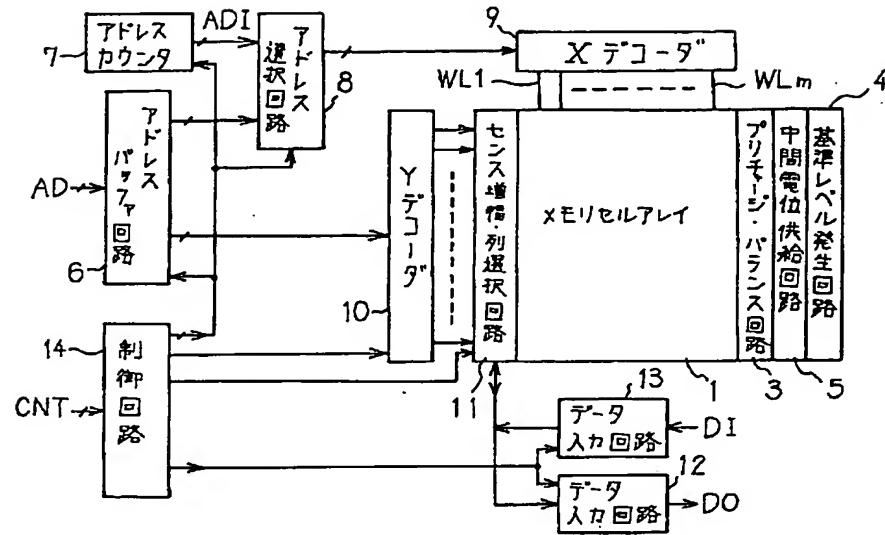 ADI
7
アドレス
カウンタ
アドレス
選択回路
8
9
Xデコーダ
WL1
WLm
4
AD
アドレス
バッファ回路
6
Yデコーダ
10
センス増幅・列選択回路
11
メモリセルアレイ
1
プリチャージ・バランス回路
3
中間電位供給回路
5
基準レベル発生回路
14
制御回路
CNT
13
データ
入力回路
DI
12
データ
入力回路
DO